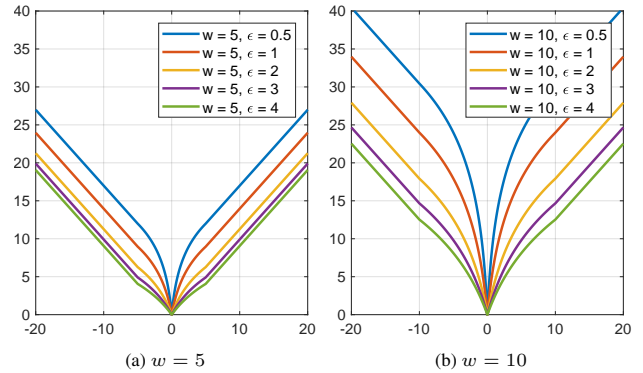 40
35
30
25
20
15
10
5
0
-20 -10 0 10 20
w = 5, ϵ = 0.5
w = 5, ϵ = 1
w = 5, ϵ = 2
w = 5, ϵ = 3
w = 5, ϵ = 4
(a) w = 5
40
35
30
25
20
15
10
5
0
-20 -10 0 10 20
w = 10, ϵ = 0.5
w = 10, ϵ = 1
w = 10, ϵ = 2
w = 10, ϵ = 3
w = 10, ϵ = 4
(b) w = 10